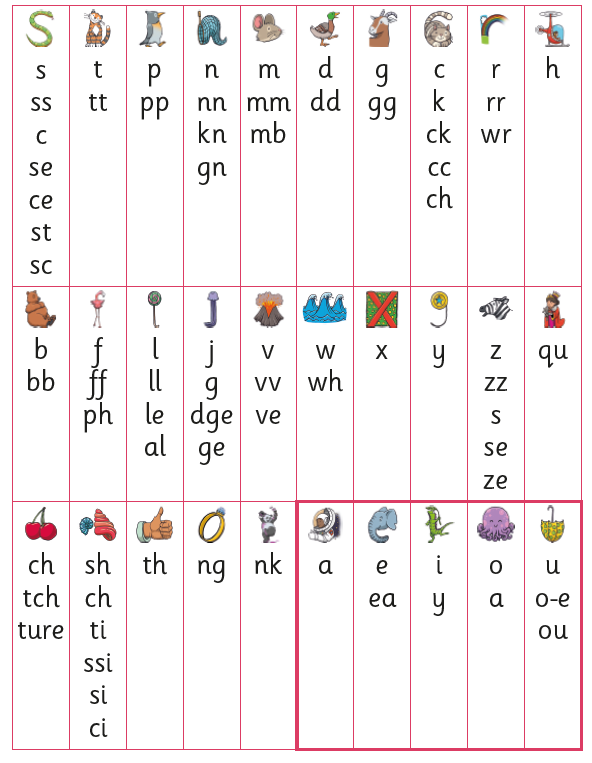 s t p n m d g c r h
ss tt pp nn mm dd gg k rr
c kn mb ck wr
se gn cc
ce ch
st
sc
b f l j v w x y z qu
bb ff ll g vv wh zz
ph le dge ve s
al ge se
ze
ch sh th ng nk a e i o u
tch ch ea y a o-e
ture ti ou
ssi
si
ci